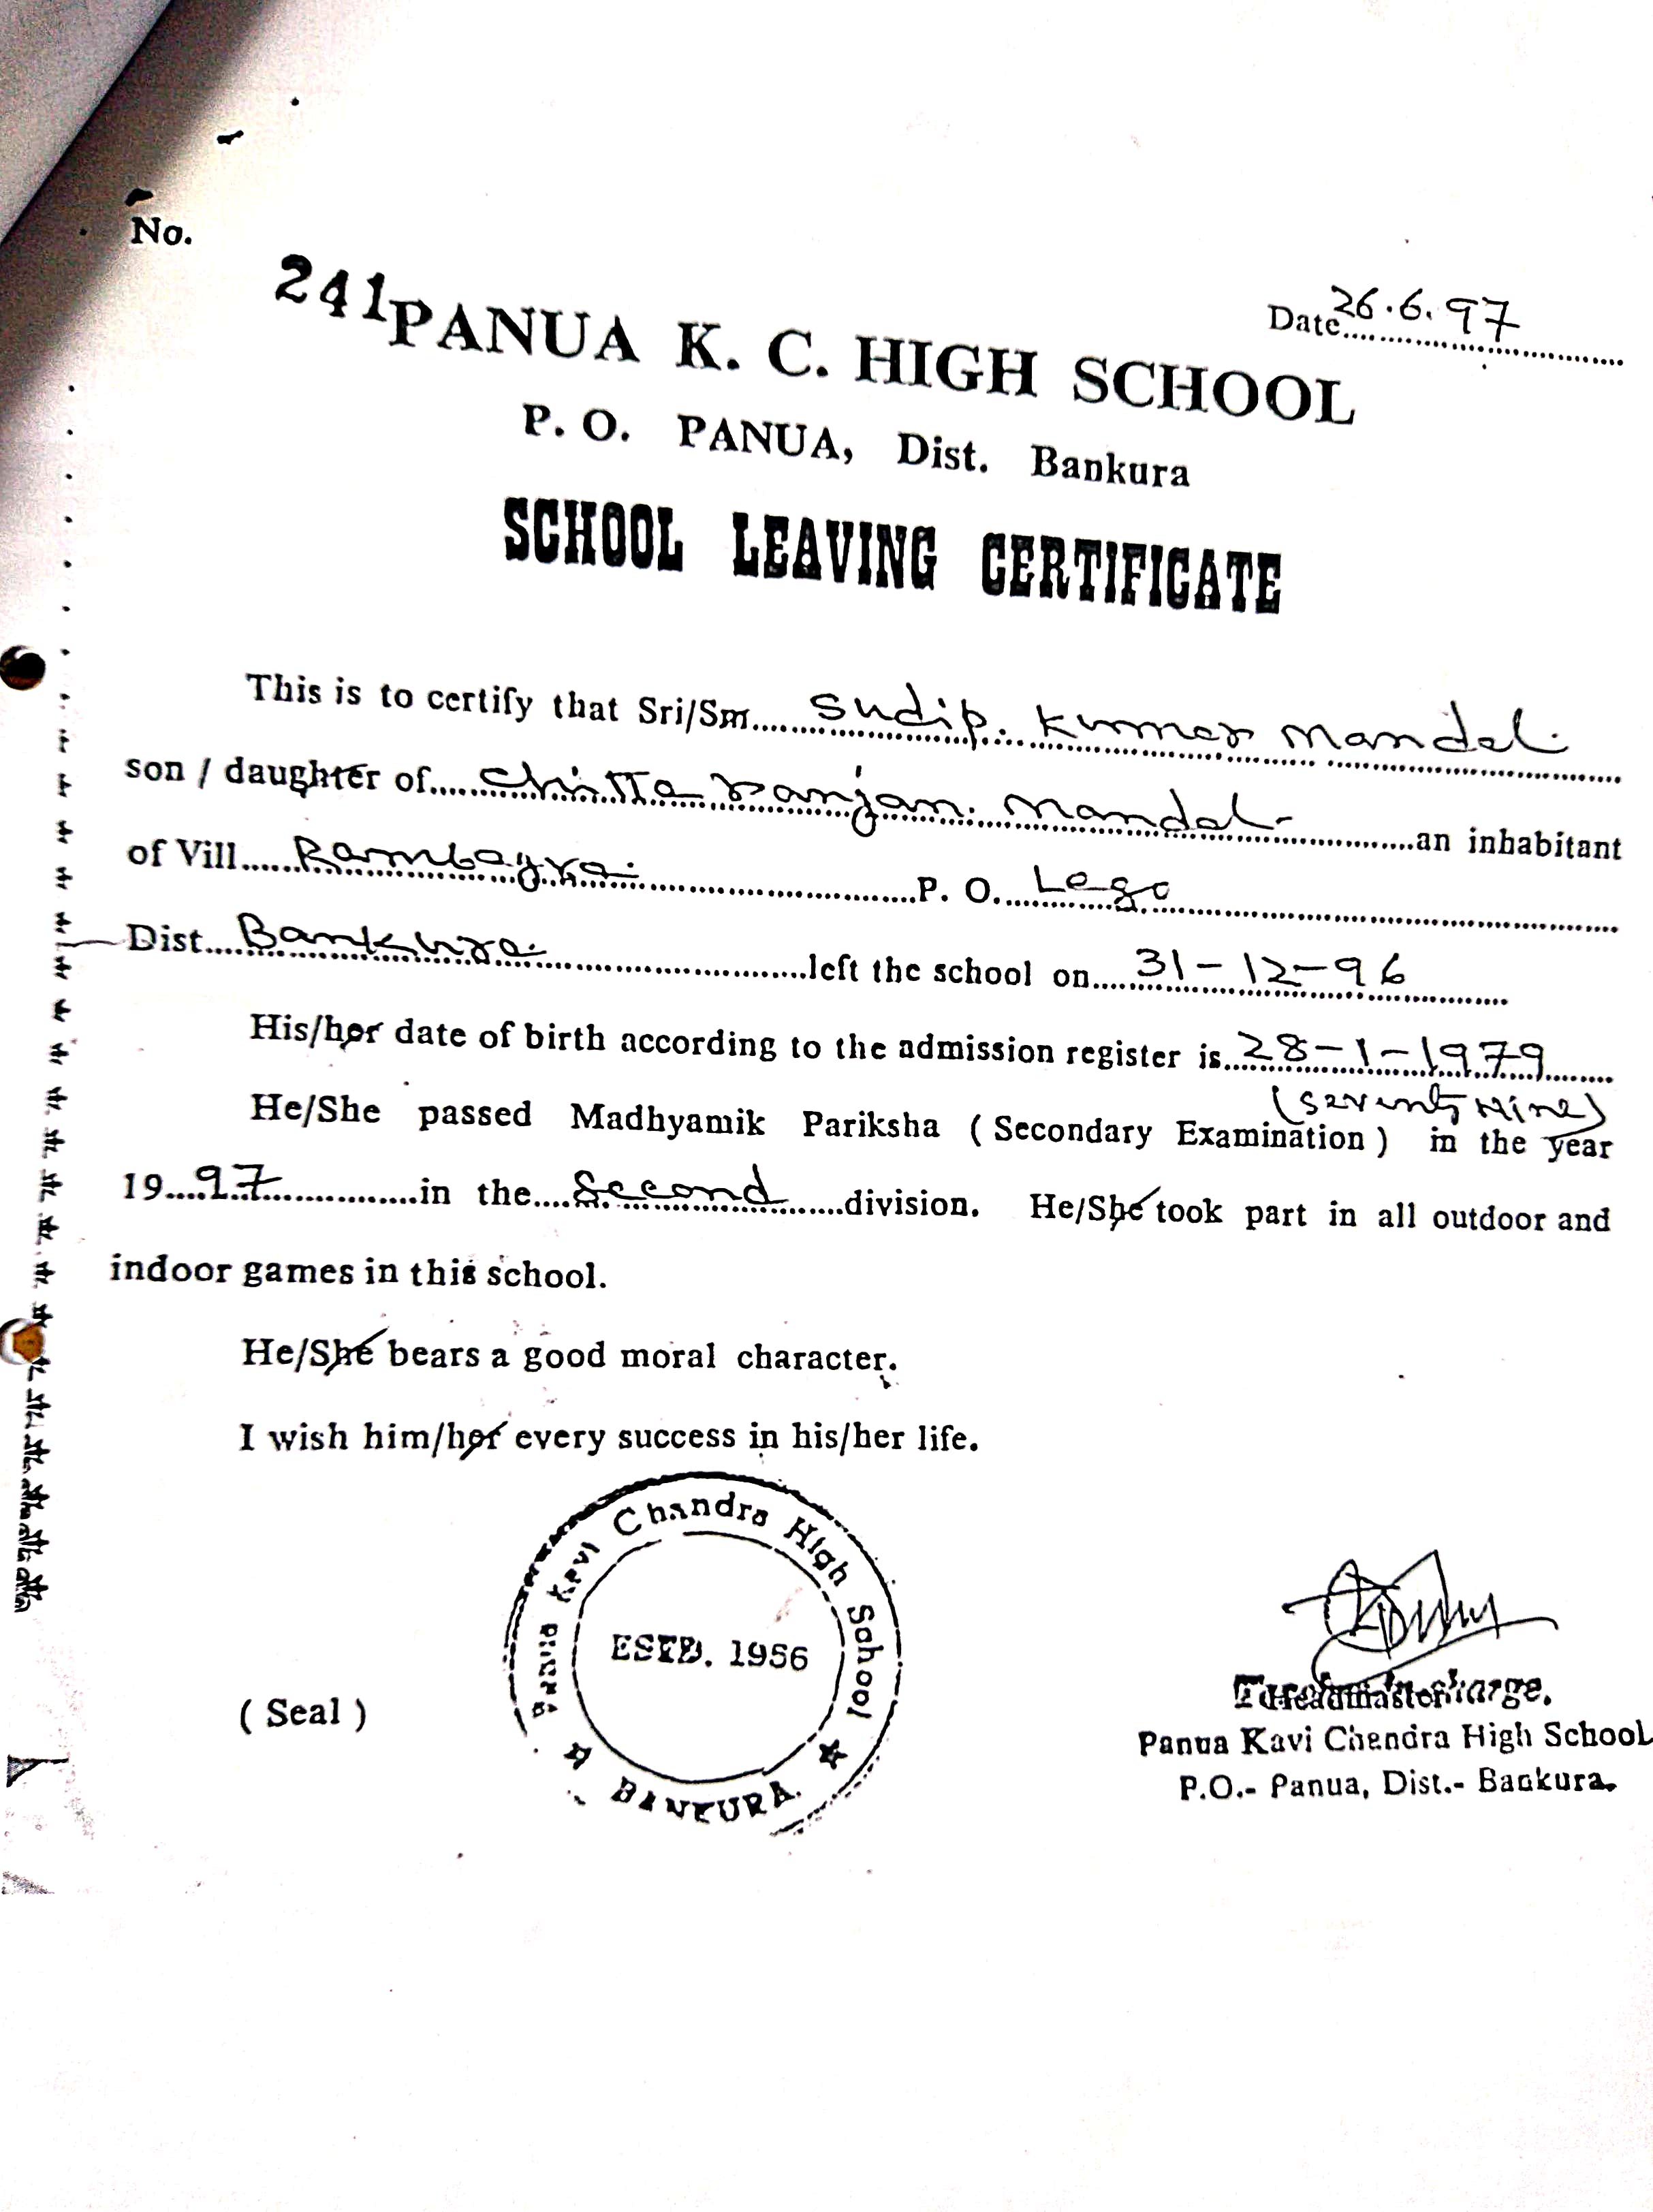 No.
241
Date 26.6.97
PANUA K. C. HIGH SCHOOL
P. O. PANUA, Dist. Bankura
SCHOOL LEAVING CERTIFICATE
This is to certify that Sri/Sm..... Sudip. Kumar Mandal.
son / daughter of..... Chitta Ranjan. Mandal .....an inhabitant
of Vill..... .....P. O. Lego
Dist.... Bankura. .....left the school on.... 31-12-96
His/her date of birth according to the admission register is.. 28-1-1979
(Seventy Nine)
He/She passed Madhyamik Pariksha ( Secondary Examination ) in the year
19....97.....in the.... Second .....division. He/She took part in all outdoor and
indoor games in this school.
He/She bears a good moral character.
I wish him/her every success in his/her life.
Panua Kavi Chandra High School
ESTD. 1956
BANKURA.
( Seal )
Panua Kavi Chandra High School
P.O.- Panua, Dist.- Bankura.